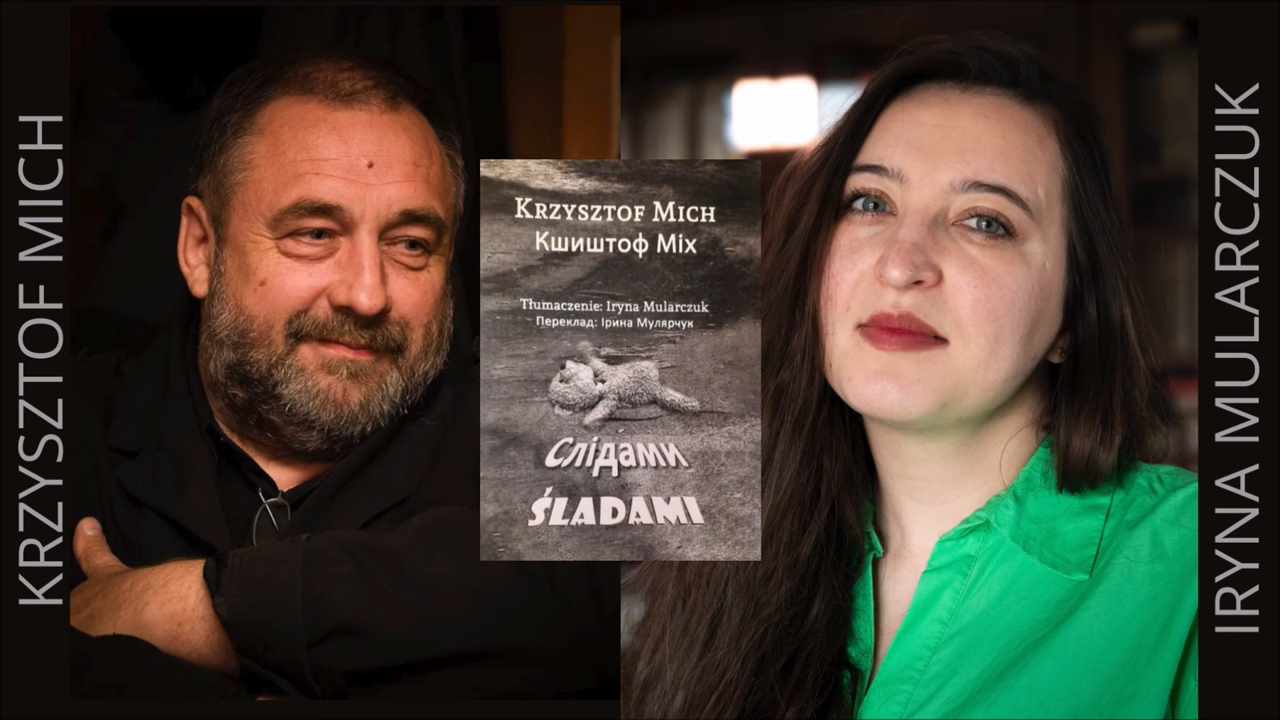 KRZYSZTOF MICH
Krzysztof Mich
Кшиштоф Міх
Tłumaczenie: Iryna Mularczuk
Переклад: Ірина Мулярчук
Слідами
ŚLADAMI
IRYNA MULARCZUK